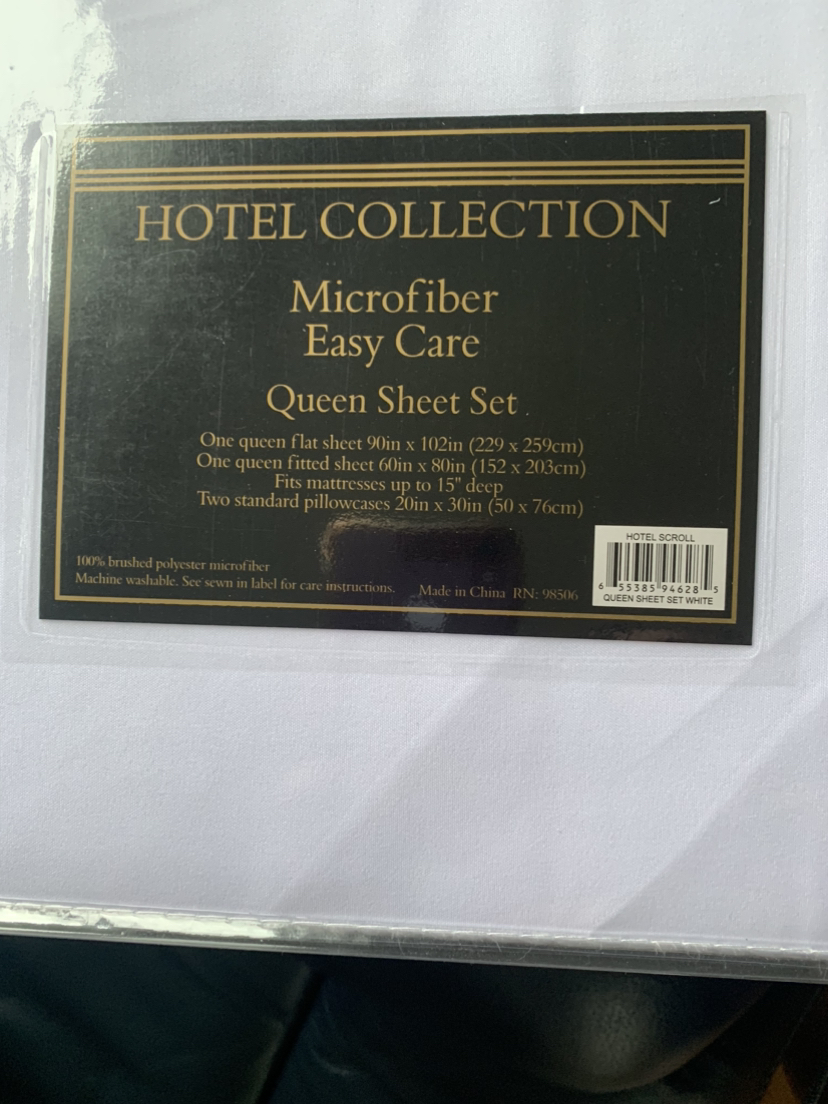 HOTEL COLLECTION
Microfiber
Easy Care
Queen Sheet Set
One queen flat sheet 90in x 102in (229 x 259cm)
One queen fitted sheet 60in x 80in (152 x 203cm)
Fits mattresses up to 15" deep
Two standard pillowcases 20in x 30in (50 x 76cm)
100% brushed polyester microfiber
Machine washable. See sewn in label for care instructions. Made in China RN: 98506
HOTEL SCROLL
6 55385 94628 5
QUEEN SHEET SET WHITE